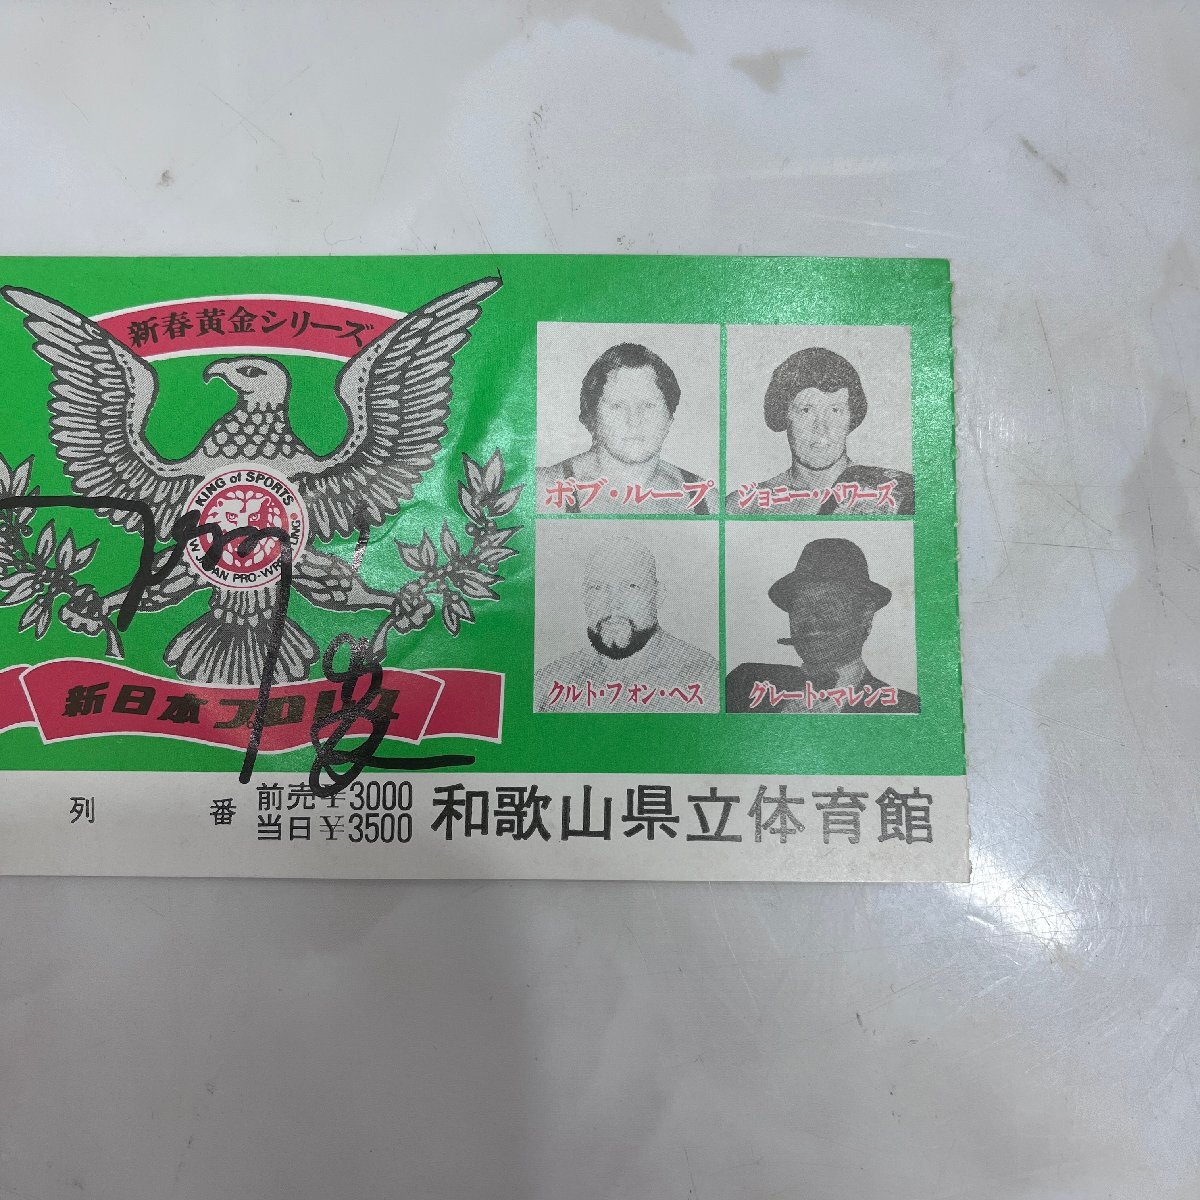 新春黄金シリーズ
KING of SPORTS
NEW JAPAN PRO-WRESTLING®
新日本プロレス
ボブ・ループ
ジョニー・パワーズ
クルト・フォン・ヘス
グレート・マレンコ
列 番
前売¥3000
当日¥3500
和歌山県立体育館